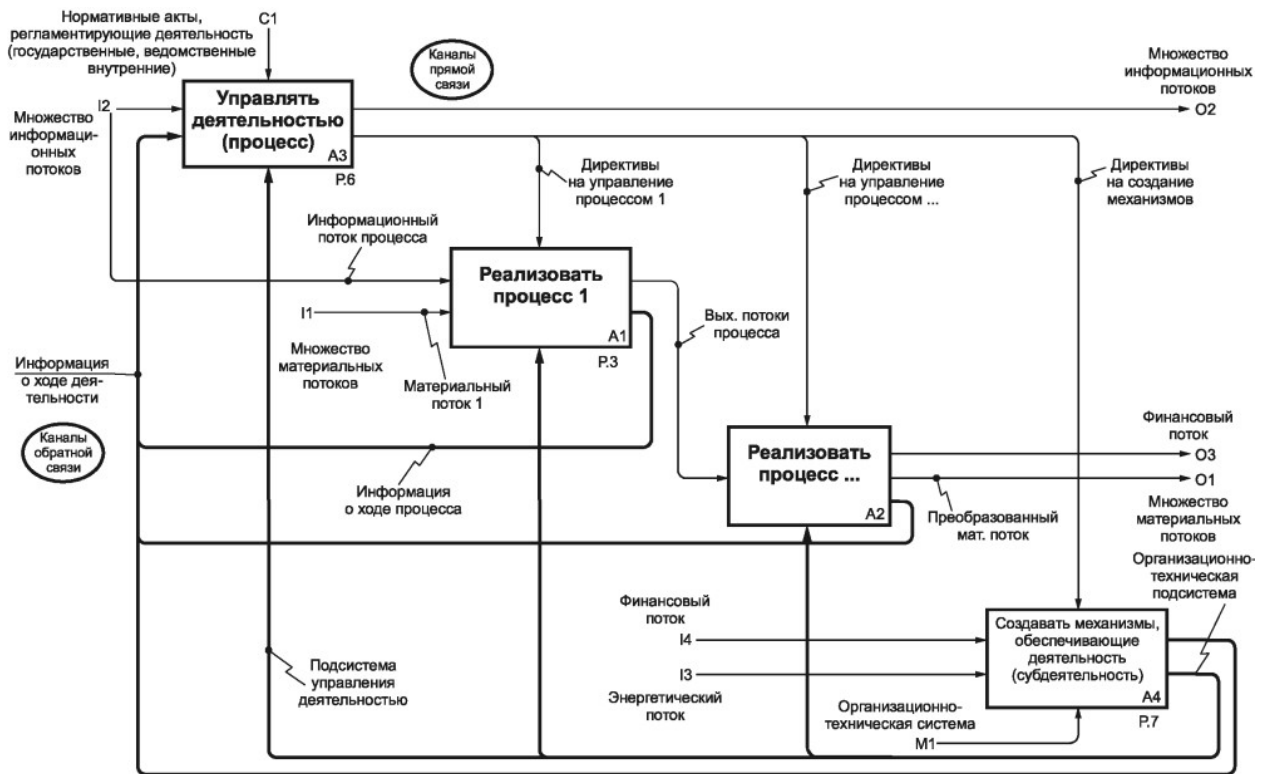 Нормативные акты,
регламентирующие деятельность
(государственные, ведомственные
внутренние)
C1
Каналы
прямой
связи
Множество
информационных
потоков
O2
I2
Множество
информаци-
онных
потоков
Управлять
деятельностью
(процесс)
A3
P.6
Директивы
на управление
процессом 1
Директивы
на управление
процессом ...
Директивы
на создание
механизмов
Информационный
поток процесса
Реализовать
процесс 1
A1
P.3
I1
Множество
материальных
потоков
Материальный
поток 1
Вых. потоки
процесса
Информация
о ходе дея-
тельности
Каналы
обратной
связи
Информация
о ходе процесса
Реализовать
процесс ...
A2
Финансовый
поток
O3
O1
Преобразованный
мат. поток
Множество
материальных
потоков
Организационно-
техническая
подсистема
Финансовый
поток
I4
I3
Энергетический
поток
Создавать механизмы,
обеспечивающие
деятельность
(субдеятельность)
A4
P.7
Подсистема
управления
деятельностью
Организационно-
техническая система
M1